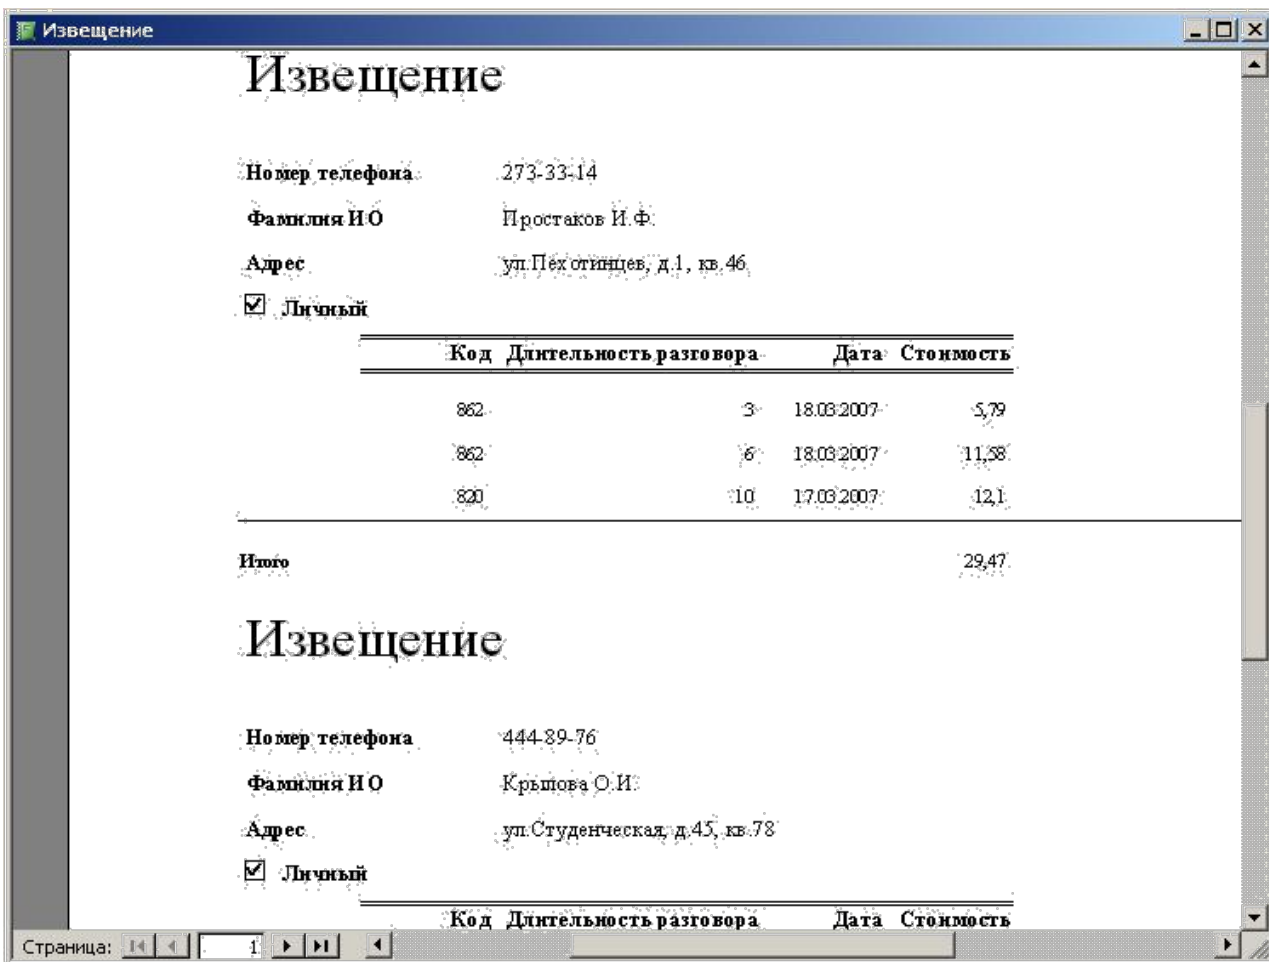 Извещение
Извещение
Номер телефона 273-33-14
Фамилия И О Простаков И.Ф.
Адрес ул.Пехотинцев, д.1, кв.46
Личный
Код Длительность разговора Дата Стоимость
862 3 18.03.2007 5,79
862 6 18.03.2007 11,58
820 10 17.03.2007 12,1
Итого 29,47
Извещение
Номер телефона 444-89-76
Фамилия И О Крылова О.И.
Адрес ул.Студенческая, д.45, кв.78
Личный
Код Длительность разговора Дата Стоимость
Страница: 1